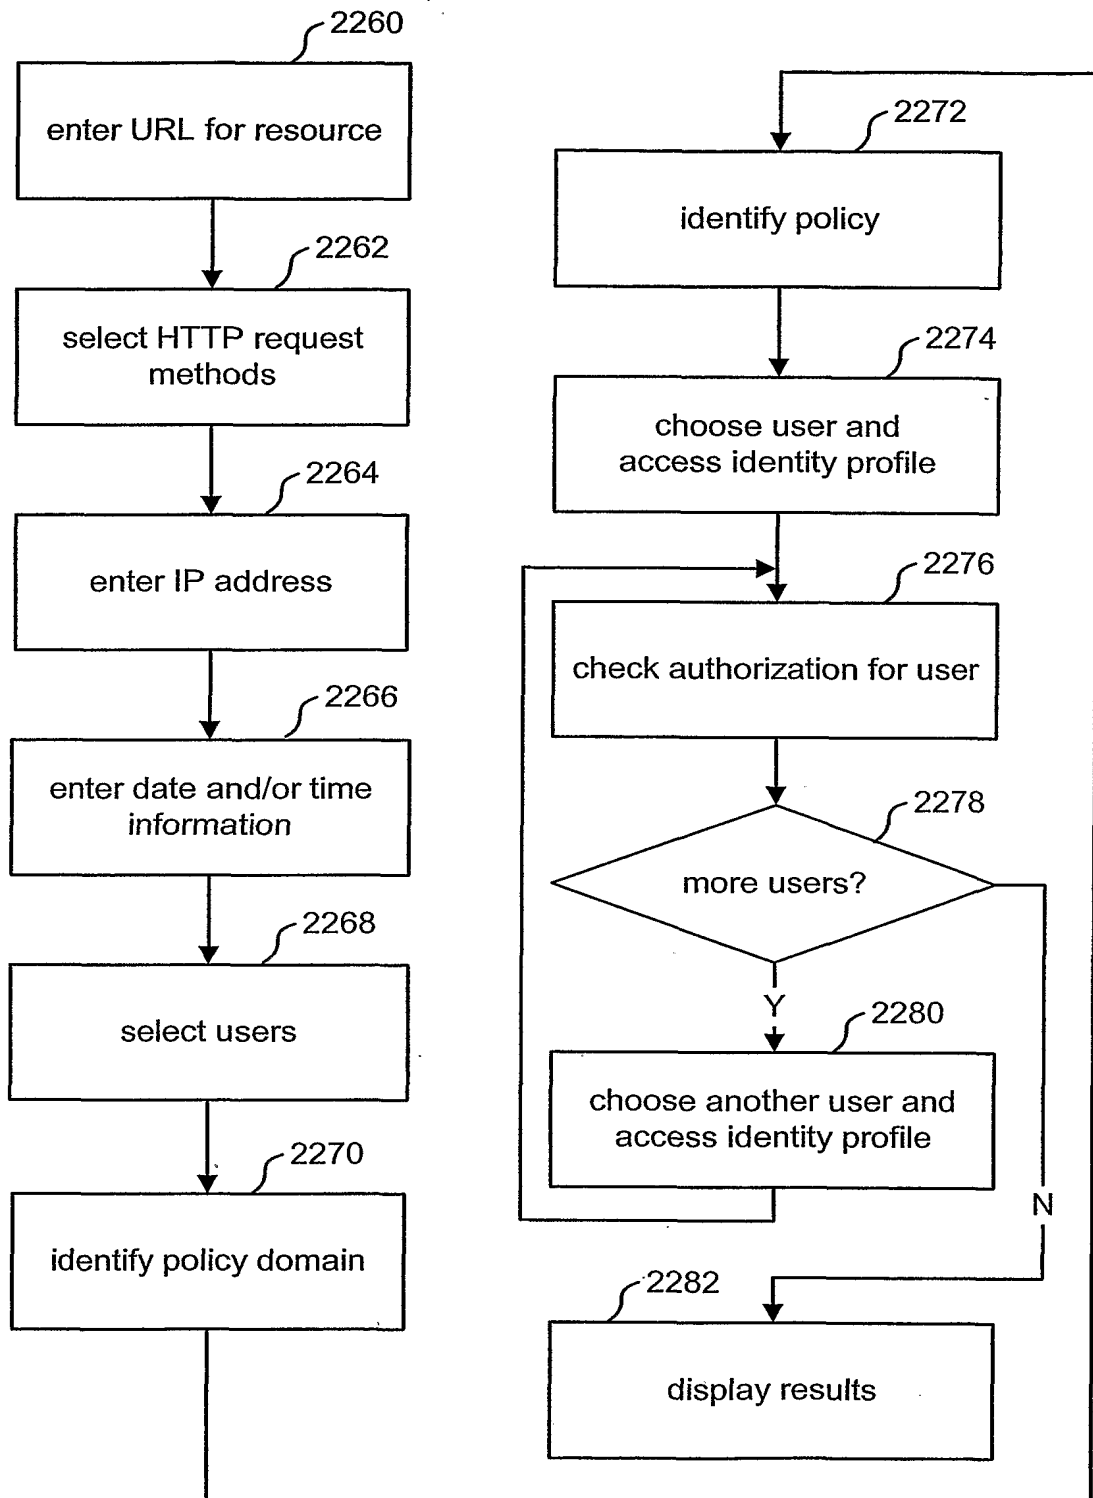 2260
enter URL for resource
2262
select HTTP request
methods
2264
enter IP address
2266
enter date and/or time
information
2268
select users
2270
identify policy domain
2272
identify policy
2274
choose user and
access identity profile
2276
check authorization for user
2278
more users?
Y
2280
choose another user and
access identity profile
N
2282
display results